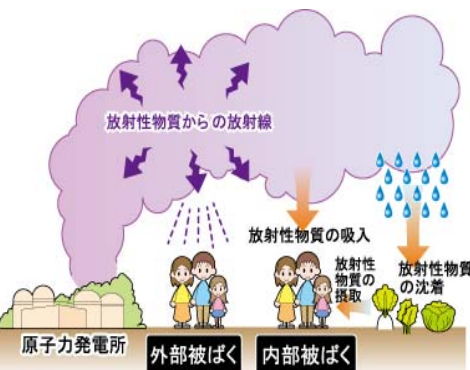 放射性物質からの放射線
放射性物質の吸入
放射性
物質の
摂取
放射性物質
の沈着
原子力発電所
外部被ばく
内部被ばく